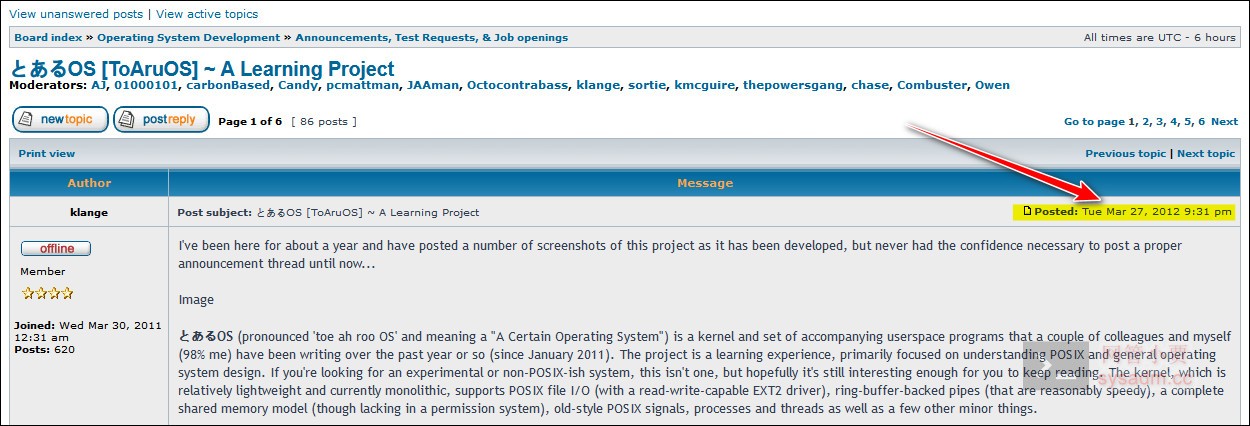 View unanswered posts | View active topics
Board index » Operating System Development » Announcements, Test Requests, & Job openings
All times are UTC - 6 hours
とあるOS [ToAruOS] ~ A Learning Project
Moderators: AJ, 01000101, carbonBased, Candy, pcmattman, JAAman, Octocontrabass, klange, sortie, kmcguire, thepowersgang, chase, Combuster, Owen
newtopic postreply Page 1 of 6 [ 86 posts ]
Go to page 1, 2, 3, 4, 5, 6 Next
Print view
Previous topic | Next topic
Author
Message
klange
Post subject: とあるOS [ToAruOS] ~ A Learning Project
Posted: Tue Mar 27, 2012 9:31 pm
offline
Member
Joined: Wed Mar 30, 2011
12:31 am
Posts: 620
I've been here for about a year and have posted a number of screenshots of this project as it has been developed, but never had the confidence necessary to post a proper
announcement thread until now...
Image
とあるOS (pronounced 'toe ah roo OS' and meaning a "A Certain Operating System") is a kernel and set of accompanying userspace programs that a couple of colleagues and myself
(98% me) have been writing over the past year or so (since January 2011). The project is a learning experience, primarily focused on understanding POSIX and general operating
system design. If you're looking for an experimental or non-POSIX-ish system, this isn't one, but hopefully it's still interesting enough for you to keep reading. The kernel, which is
relatively lightweight and currently monolithic, supports POSIX file I/O (with a read-write-capable EXT2 driver), ring-buffer-backed pipes (that are reasonably speedy), a complete
shared memory model (though lacking in a permission system), old-style POSIX signals, processes and threads as well as a few other minor things.
sysadm.cc